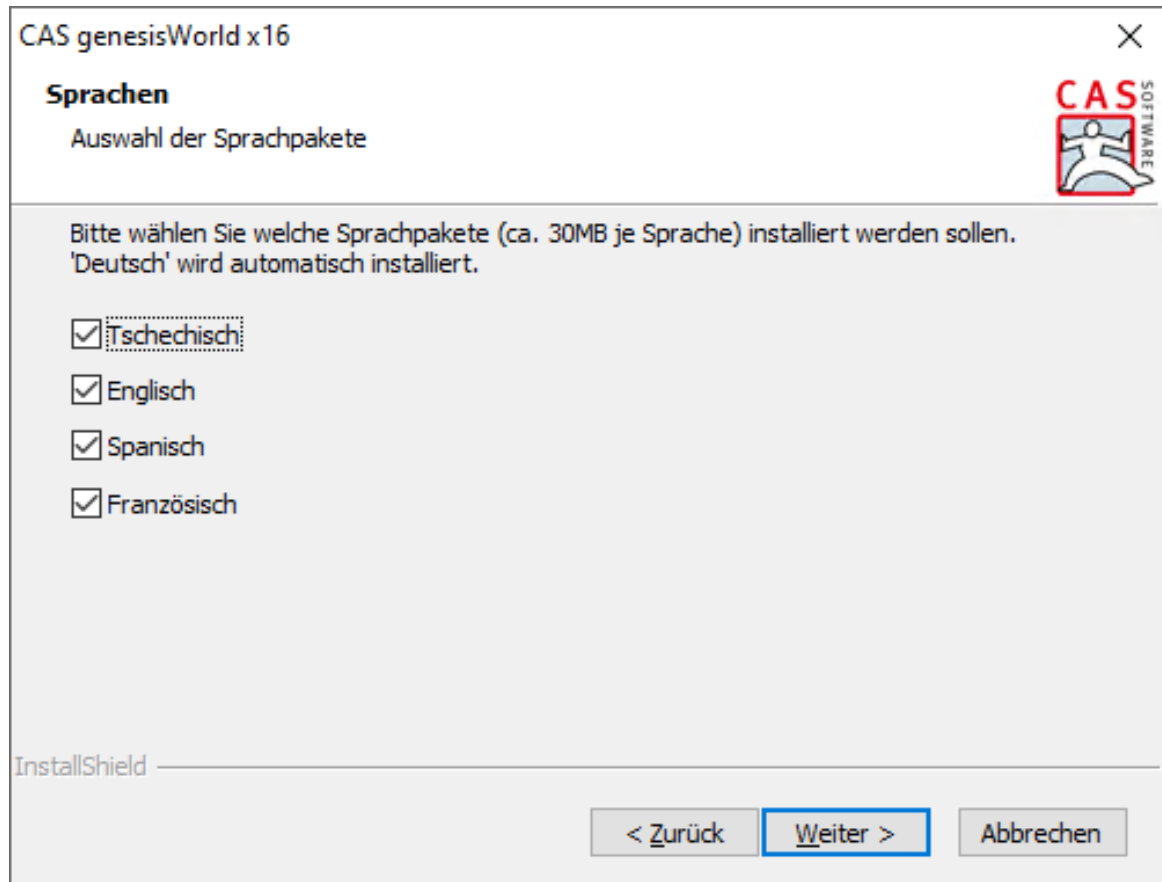 CAS genesisWorld x16
Sprachen
Auswahl der Sprachpakete
CAS SOFTWARE
Bitte wählen Sie welche Sprachpakete (ca. 30MB je Sprache) installiert werden sollen.
'Deutsch' wird automatisch installiert.
Tschechisch
Englisch
Spanisch
Französisch
InstallShield
< Zurück
Weiter >
Abbrechen